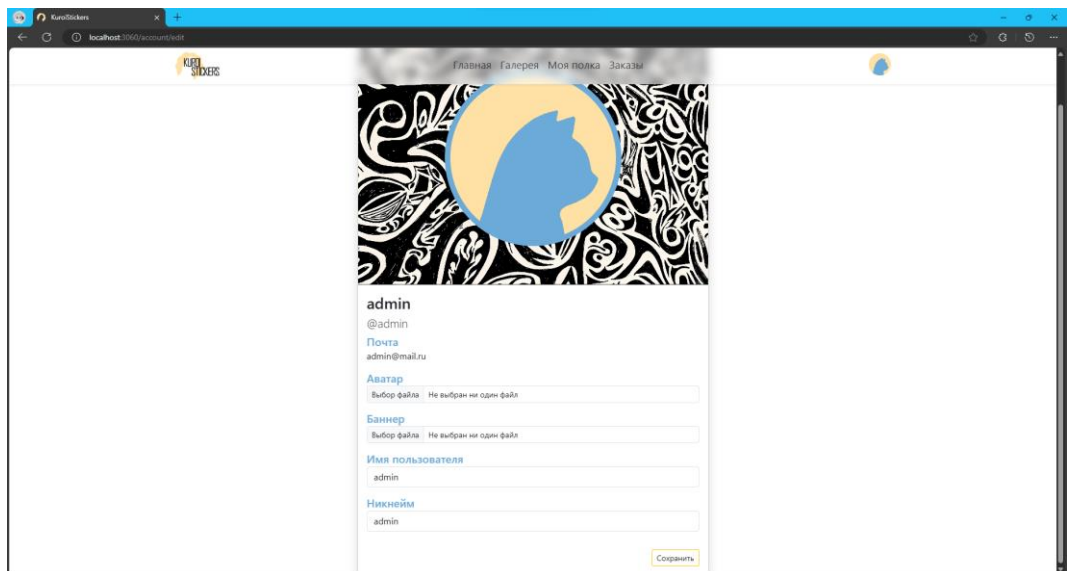 KuroStickers
localhost:3060/account/edit
KURO
STICKERS
Главная Галерея Моя полка Заказы
admin
@admin
Почта
admin@mail.ru
Аватар
Выбор файла Не выбран ни один файл
Баннер
Выбор файла Не выбран ни один файл
Имя пользователя
admin
Никнейм
admin
Сохранить